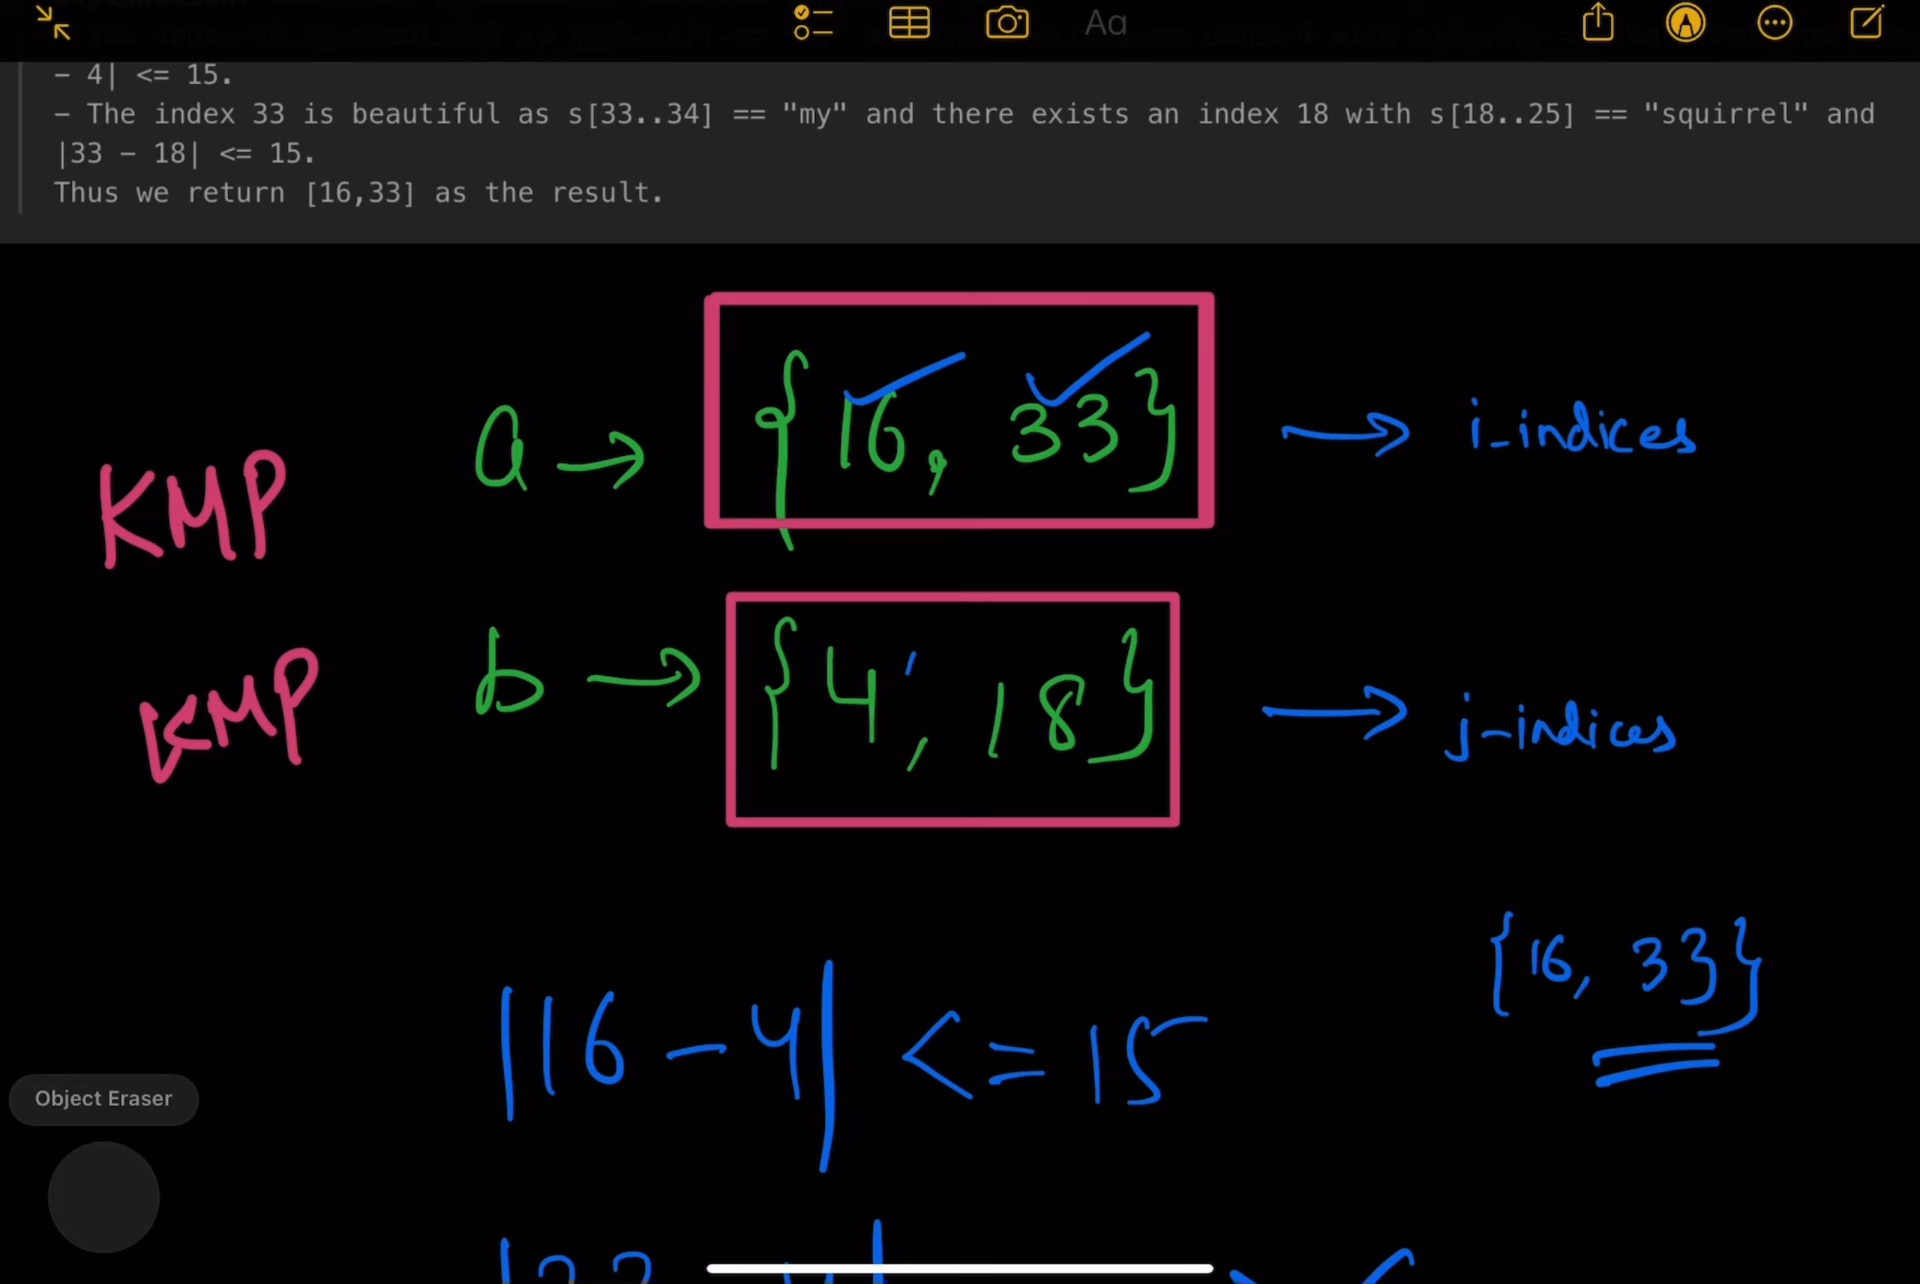 Aa
- 4| <= 15.
- The index 33 is beautiful as s[33..34] == "my" and there exists an index 18 with s[18..25] == "squirrel" and
|33 - 18| <= 15.
Thus we return [16,33] as the result.
KMP a → {16, 33} → i-indices
KMP b → {4, 18} → j-indices
{16, 33}
|16 - 4| <= 15
Object Eraser